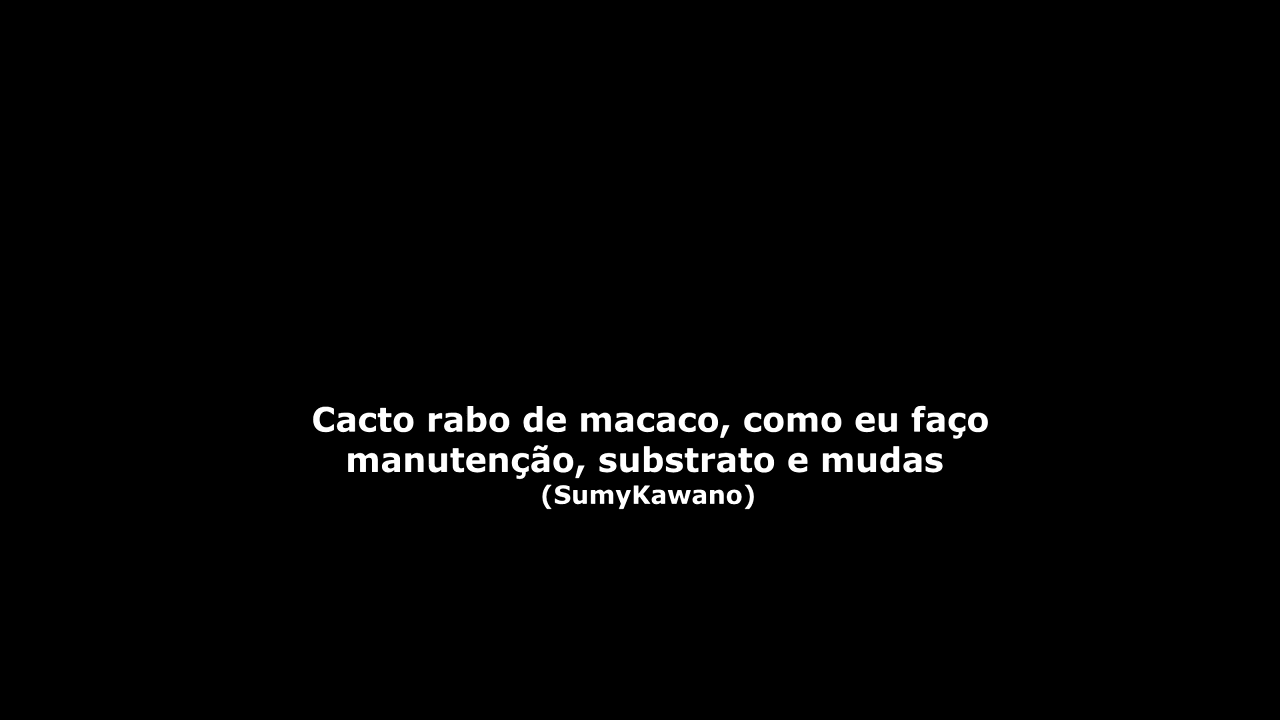 Cacto rabo de macaco, como eu faço
manutenção, substrato e mudas
(SumyKawano)